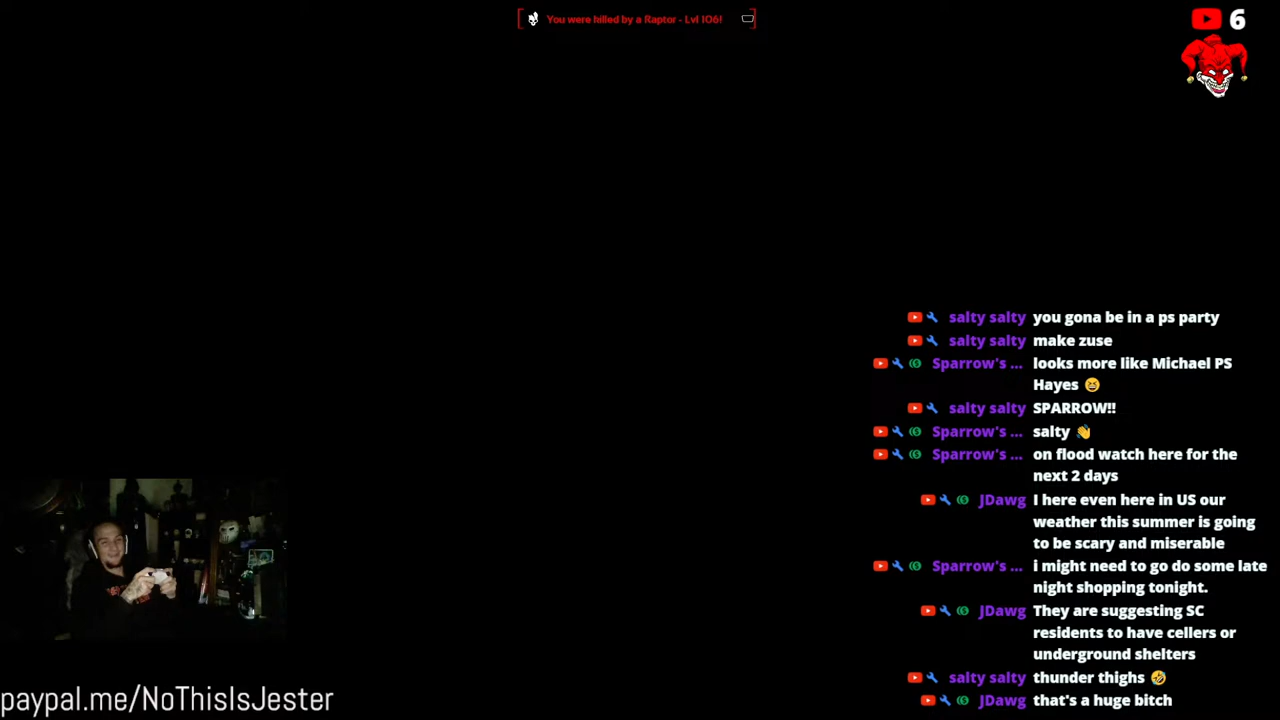 You were killed by a Raptor - Lvl 106!
6
salty salty you gona be in a ps party
salty salty make zuse
Sparrow's ... looks more like Michael PS
Hayes 😆
salty salty SPARROW!!
Sparrow's ... salty 👋
Sparrow's ... on flood watch here for the
next 2 days
JDawg I here even here in US our
weather this summer is going
to be scary and miserable
Sparrow's ... i might need to go do some late
night shopping tonight.
JDawg They are suggesting SC
residents to have cellers or
underground shelters
salty salty thunder thighs 🤣
JDawg that's a huge bitch
paypal.me/NoThisIsJester